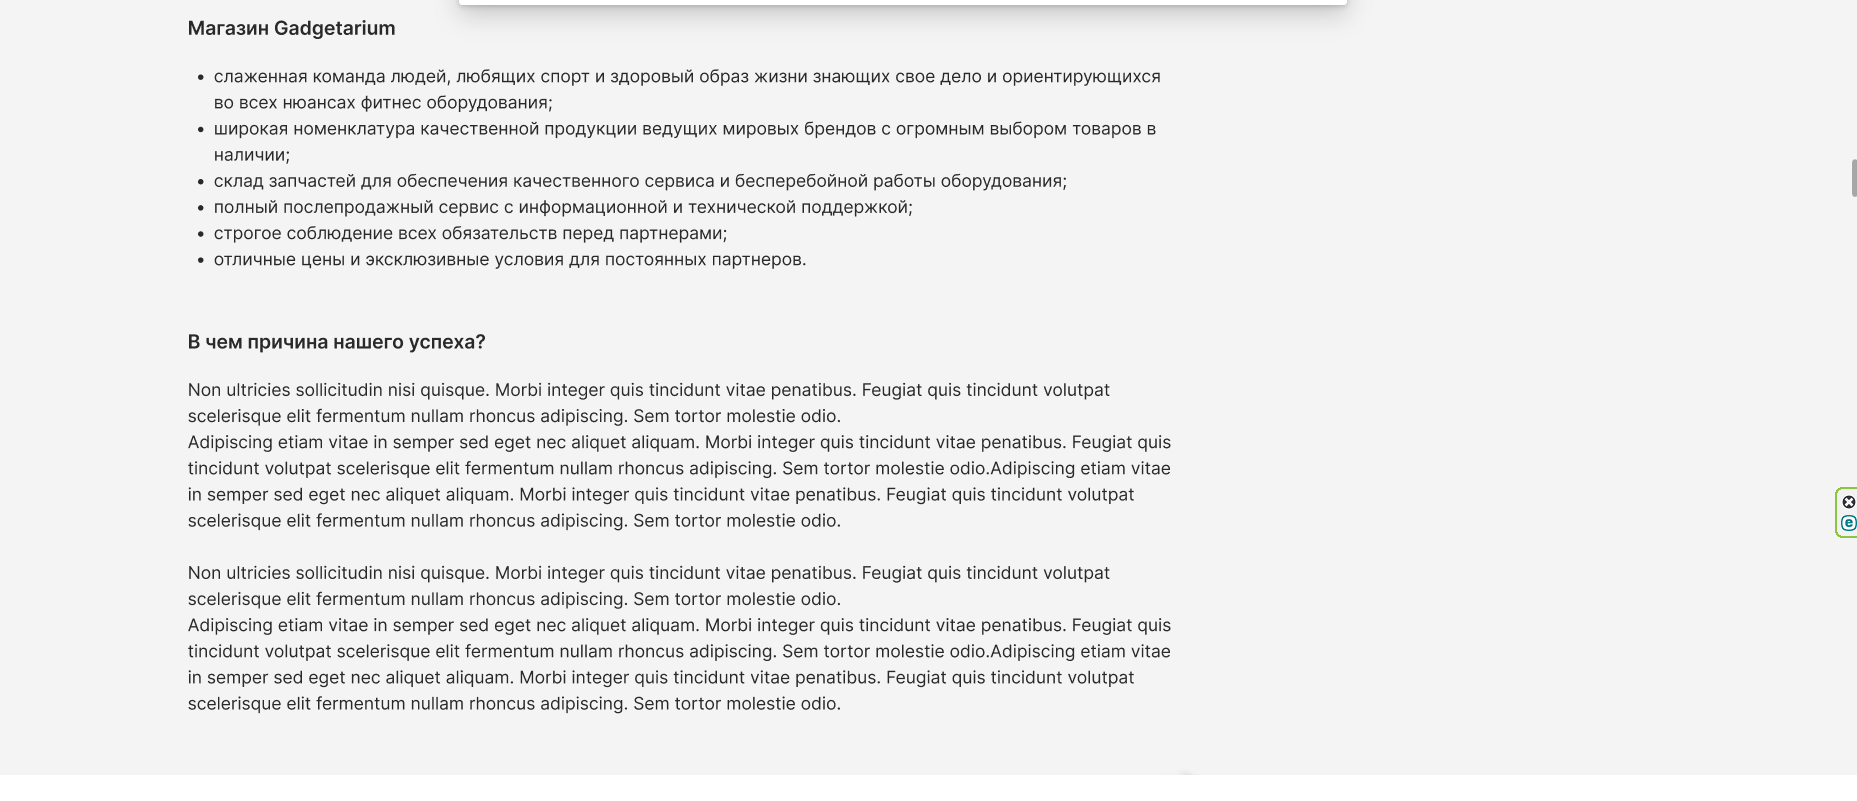 Магазин Gadgetarium
• слаженная команда людей, любящих спорт и здоровый образ жизни знающих свое дело и ориентирующихся
во всех нюансах фитнес оборудования;
• широкая номенклатура качественной продукции ведущих мировых брендов с огромным выбором товаров в
наличии;
• склад запчастей для обеспечения качественного сервиса и бесперебойной работы оборудования;
• полный послепродажный сервис с информационной и технической поддержкой;
• строгое соблюдение всех обязательств перед партнерами;
• отличные цены и эксклюзивные условия для постоянных партнеров.
В чем причина нашего успеха?
Non ultricies sollicitudin nisi quisque. Morbi integer quis tincidunt vitae penatibus. Feugiat quis tincidunt volutpat
scelerisque elit fermentum nullam rhoncus adipiscing. Sem tortor molestie odio.
Adipiscing etiam vitae in semper sed eget nec aliquet aliquam. Morbi integer quis tincidunt vitae penatibus. Feugiat quis
tincidunt volutpat scelerisque elit fermentum nullam rhoncus adipiscing. Sem tortor molestie odio.Adipiscing etiam vitae
in semper sed eget nec aliquet aliquam. Morbi integer quis tincidunt vitae penatibus. Feugiat quis tincidunt volutpat
scelerisque elit fermentum nullam rhoncus adipiscing. Sem tortor molestie odio.
Non ultricies sollicitudin nisi quisque. Morbi integer quis tincidunt vitae penatibus. Feugiat quis tincidunt volutpat
scelerisque elit fermentum nullam rhoncus adipiscing. Sem tortor molestie odio.
Adipiscing etiam vitae in semper sed eget nec aliquet aliquam. Morbi integer quis tincidunt vitae penatibus. Feugiat quis
tincidunt volutpat scelerisque elit fermentum nullam rhoncus adipiscing. Sem tortor molestie odio.Adipiscing etiam vitae
in semper sed eget nec aliquet aliquam. Morbi integer quis tincidunt vitae penatibus. Feugiat quis tincidunt volutpat
scelerisque elit fermentum nullam rhoncus adipiscing. Sem tortor molestie odio.